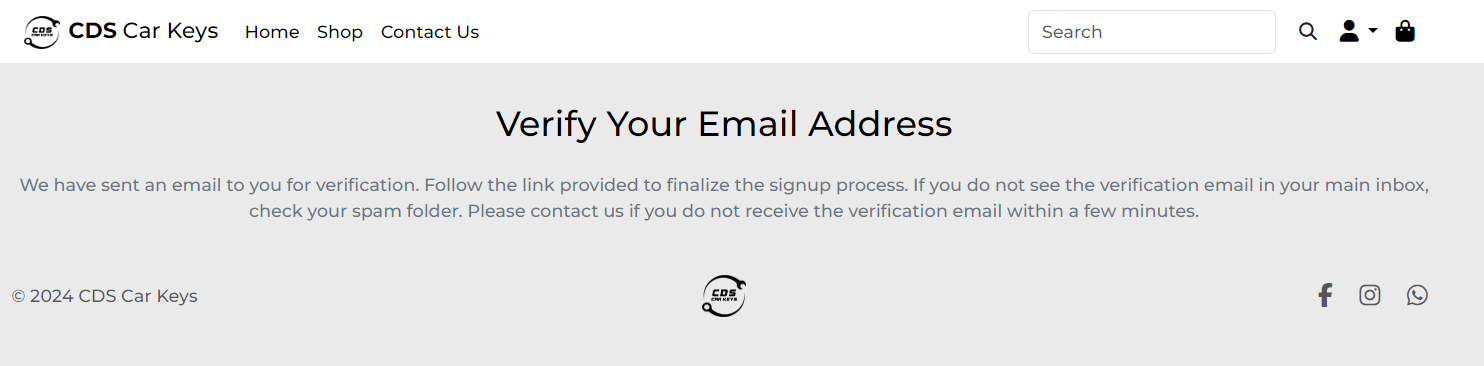 CDS CAR KEYS CDS Car Keys Home Shop Contact Us Search
Verify Your Email Address
We have sent an email to you for verification. Follow the link provided to finalize the signup process. If you do not see the verification email in your main inbox,
check your spam folder. Please contact us if you do not receive the verification email within a few minutes.
CDS
CAR KEYS
© 2024 CDS Car Keys